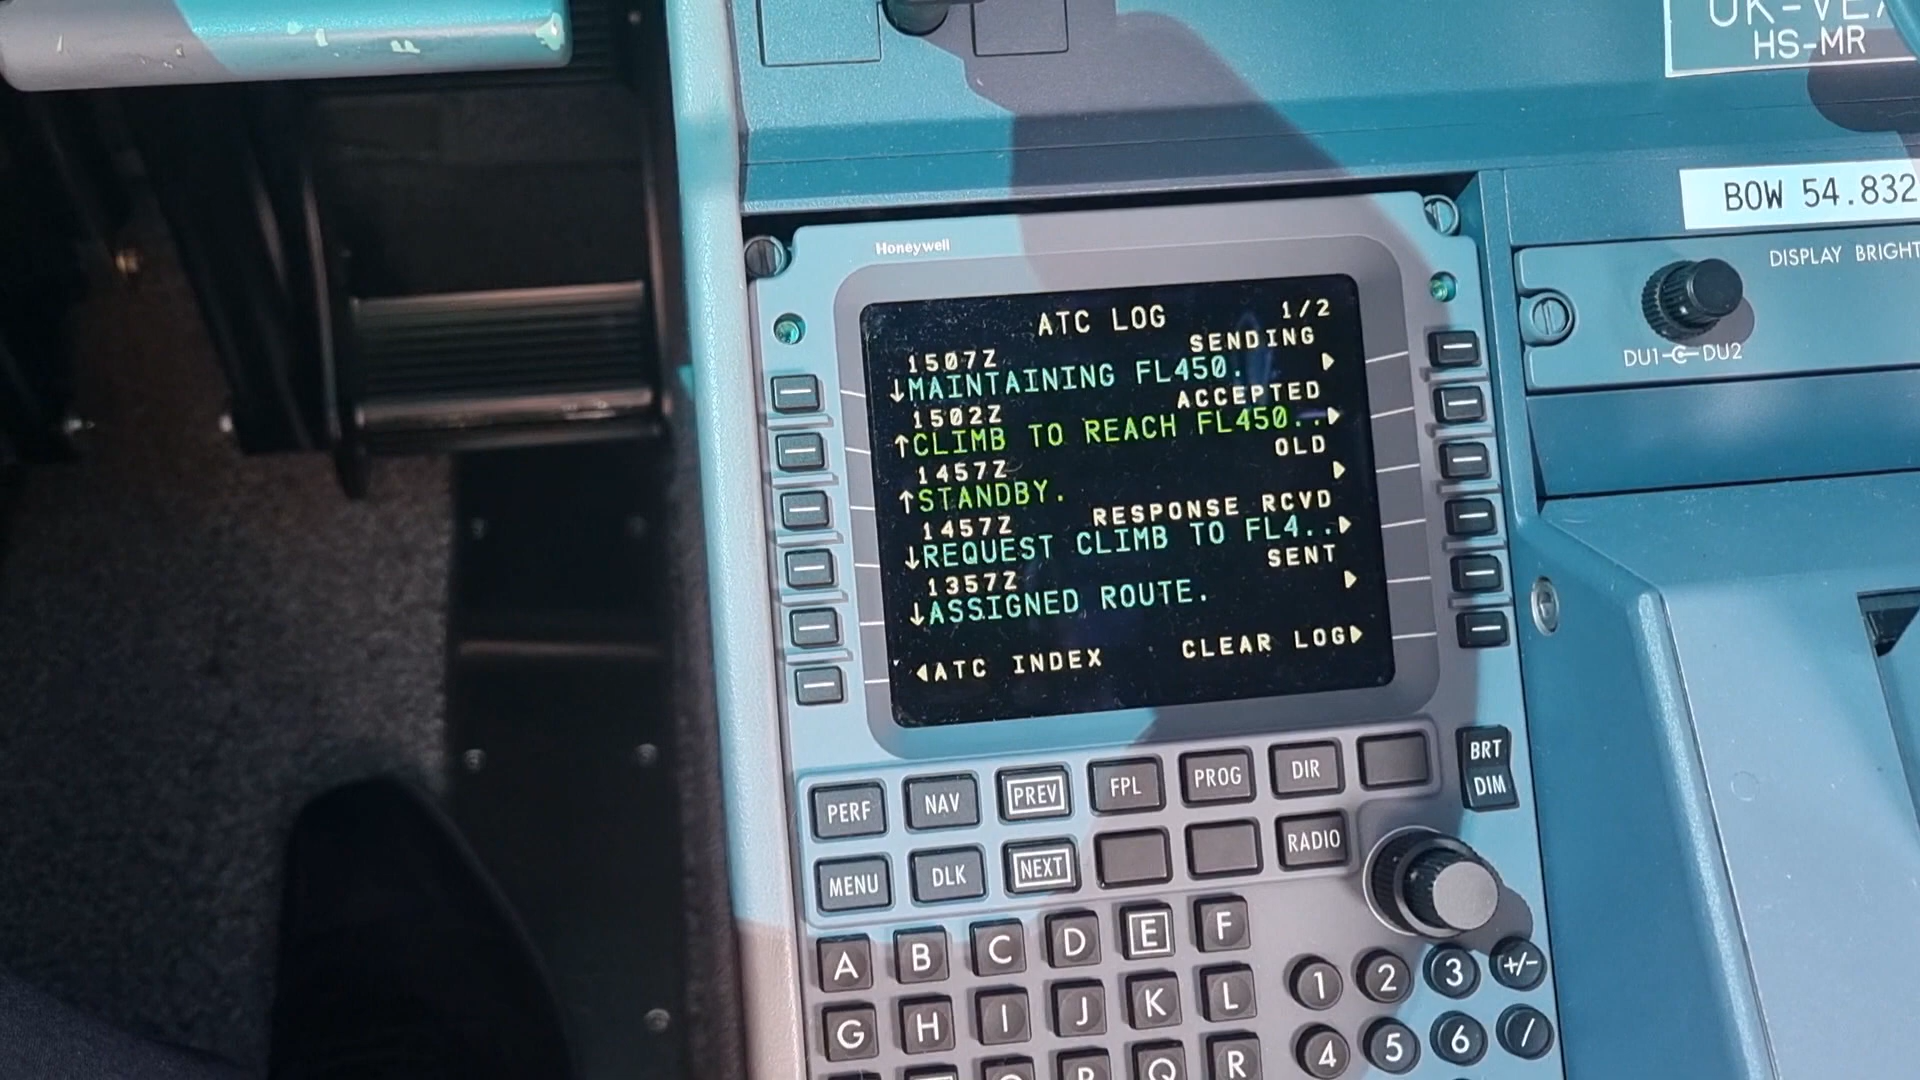 HS-MR
BOW 54.832
Honeywell
DISPLAY BRIGHT
DU1 DU2
ATC LOG 1/2
1507Z SENDING
↓MAINTAINING FL450.
1502Z ACCEPTED
↑CLIMB TO REACH FL450..
1457Z OLD
↑STANDBY.
1457Z RESPONSE RCVD
↓REQUEST CLIMB TO FL4..
1357Z SENT
↓ASSIGNED ROUTE.
ATC INDEX CLEAR LOG
BRT
DIM
PERF NAV PREV FPL PROG DIR
MENU DLK NEXT RADIO
A B C D E F
1 2 3 +/-
G H I J K L
4 5 6 /
R